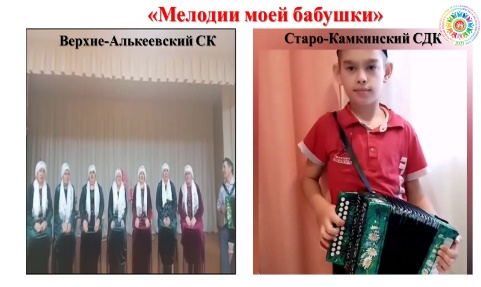 «Мелодии моей бабушки»
Верхне-Алькеевский СК
Старо-Камкинский СДК